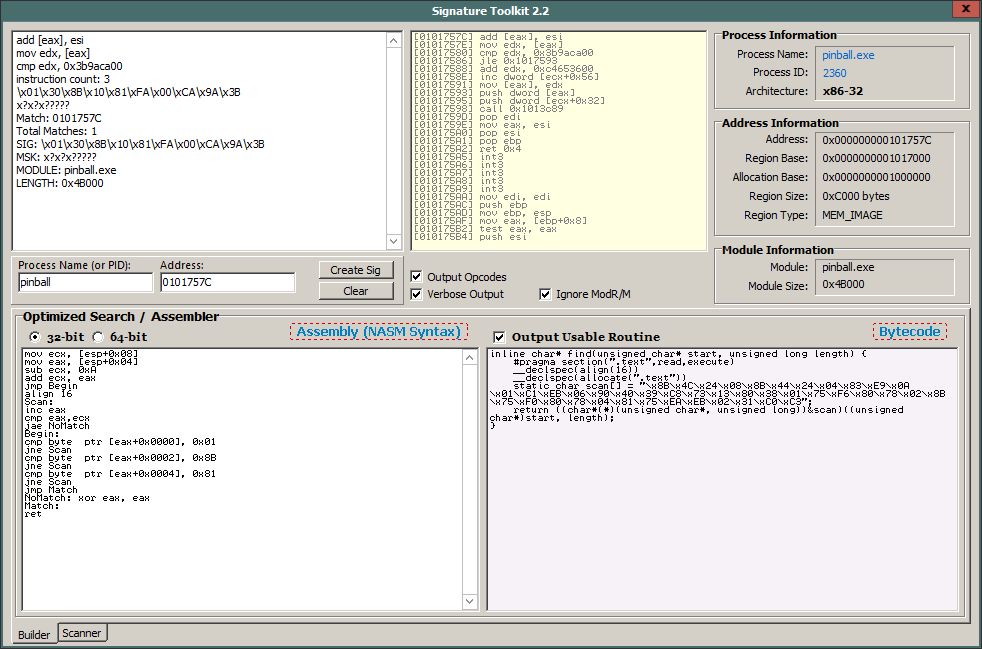 Signature Toolkit 2.2
add [eax], esi
mov edx, [eax]
cmp edx, 0x3b9aca00
instruction count: 3
\x01\x30\x8B\x10\x81\xFA\x00\xCA\x9A\x3B
x?x?x?????
Match: 0101757C
Total Matches: 1
SIG: \x01\x30\x8B\x10\x81\xFA\x00\xCA\x9A\x3B
MSK: x?x?x?????
MODULE: pinball.exe
LENGTH: 0x4B000
[0101757C] add [eax], esi
[0101757E] mov edx, [eax]
[01017580] cmp edx, 0x3b9aca00
[01017586] jle 0x1017593
[01017588] add edx, 0xc4653600
[0101758E] inc dword [ecx+0x56]
[01017591] mov [eax], edx
[01017593] push dword [eax]
[01017595] push dword [ecx+0x32]
[01017598] call 0x1013c89
[0101759D] pop edi
[0101759E] mov eax, esi
[010175A0] pop esi
[010175A1] pop ebp
[010175A2] ret 0x4
[010175A5] int3
[010175A6] int3
[010175A7] int3
[010175A8] int3
[010175A9] int3
[010175AA] mov edi, edi
[010175AC] push ebp
[010175AD] mov ebp, esp
[010175AF] mov eax, [ebp+0x8]
[010175B2] test eax, eax
[010175B4] push esi
Process Information
Process Name: pinball.exe
Process ID: 2360
Architecture: x86-32
Address Information
Address: 0x000000000101757C
Region Base: 0x0000000001017000
Allocation Base: 0x0000000001000000
Region Size: 0xC000 bytes
Region Type: MEM_IMAGE
Module Information
Module: pinball.exe
Module Size: 0x4B000
Process Name (or PID): Address:
pinball 0101757C
Create Sig
Clear
Output Opcodes
Verbose Output Ignore ModR/M
Optimized Search / Assembler
32-bit 64-bit Assembly (NASM Syntax)
mov ecx, [esp+0x08]
mov eax, [esp+0x04]
sub ecx, 0xA
add ecx, eax
jmp Begin
align 16
Scan:
inc eax
cmp eax,ecx
jae NoMatch
Begin:
cmp byte  ptr [eax+0x0000], 0x01
jne Scan
cmp byte  ptr [eax+0x0002], 0x8B
jne Scan
cmp byte  ptr [eax+0x0004], 0x81
jne Scan
jmp Match
NoMatch: xor eax, eax
Match:
ret
Output Usable Routine Bytecode
inline char* find(unsigned char* start, unsigned long length) {
#pragma section(".text",read,execute)
__declspec(align(16))
__declspec(allocate(".text"))
static char scan[] = "\x8B\x4C\x24\x08\x8B\x44\x24\x04\x83\xE9\x0A
\x01\xC1\xEB\x06\x90\x40\x39\xC8\x73\x13\x80\x38\x01\x75\xF6\x80\x78\x02\x8B
\x75\xF0\x80\x78\x04\x81\x75\xEA\xEB\x02\x31\xC0\xC3";
return ((char*(*)(unsigned char*, unsigned long))&scan)((unsigned
char*)start, length);
}
Builder Scanner